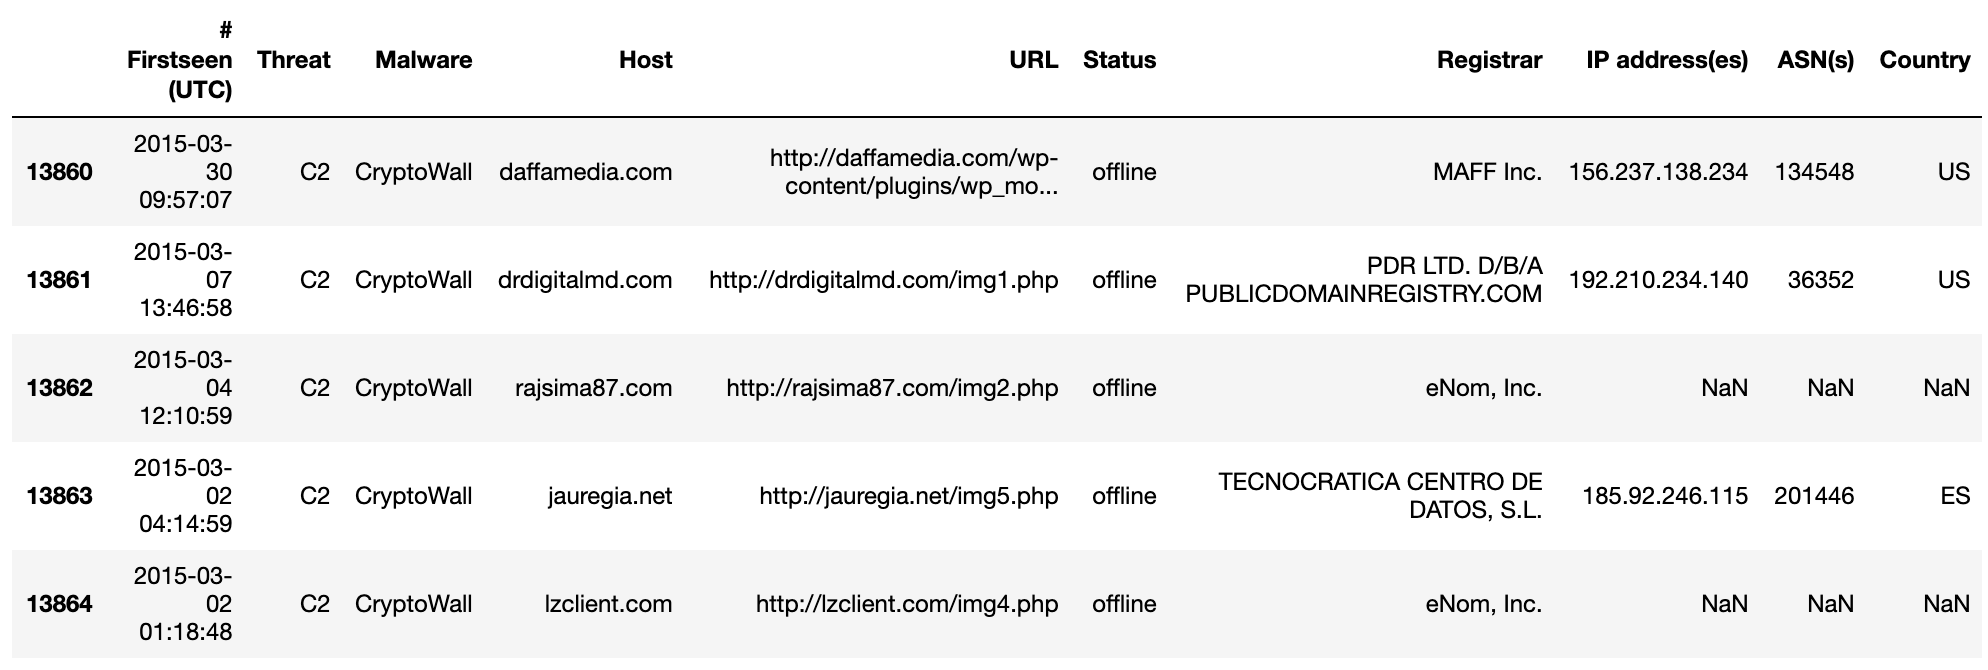 # Firstseen (UTC) Threat Malware Host URL Status Registrar IP address(es) ASN(s) Country
13860 2015-03-30 09:57:07 C2 CryptoWall daffamedia.com http://daffamedia.com/wp-content/plugins/wp_mo... offline MAFF Inc. 156.237.138.234 134548 US
13861 2015-03-07 13:46:58 C2 CryptoWall drdigitalmd.com http://drdigitalmd.com/img1.php offline PDR LTD. D/B/A PUBLICDOMAINREGISTRY.COM 192.210.234.140 36352 US
13862 2015-03-04 12:10:59 C2 CryptoWall rajsima87.com http://rajsima87.com/img2.php offline eNom, Inc. NaN NaN NaN
13863 2015-03-02 04:14:59 C2 CryptoWall jauregia.net http://jauregia.net/img5.php offline TECNOCRATICA CENTRO DE DATOS, S.L. 185.92.246.115 201446 ES
13864 2015-03-02 01:18:48 C2 CryptoWall lzclient.com http://lzclient.com/img4.php offline eNom, Inc. NaN NaN NaN